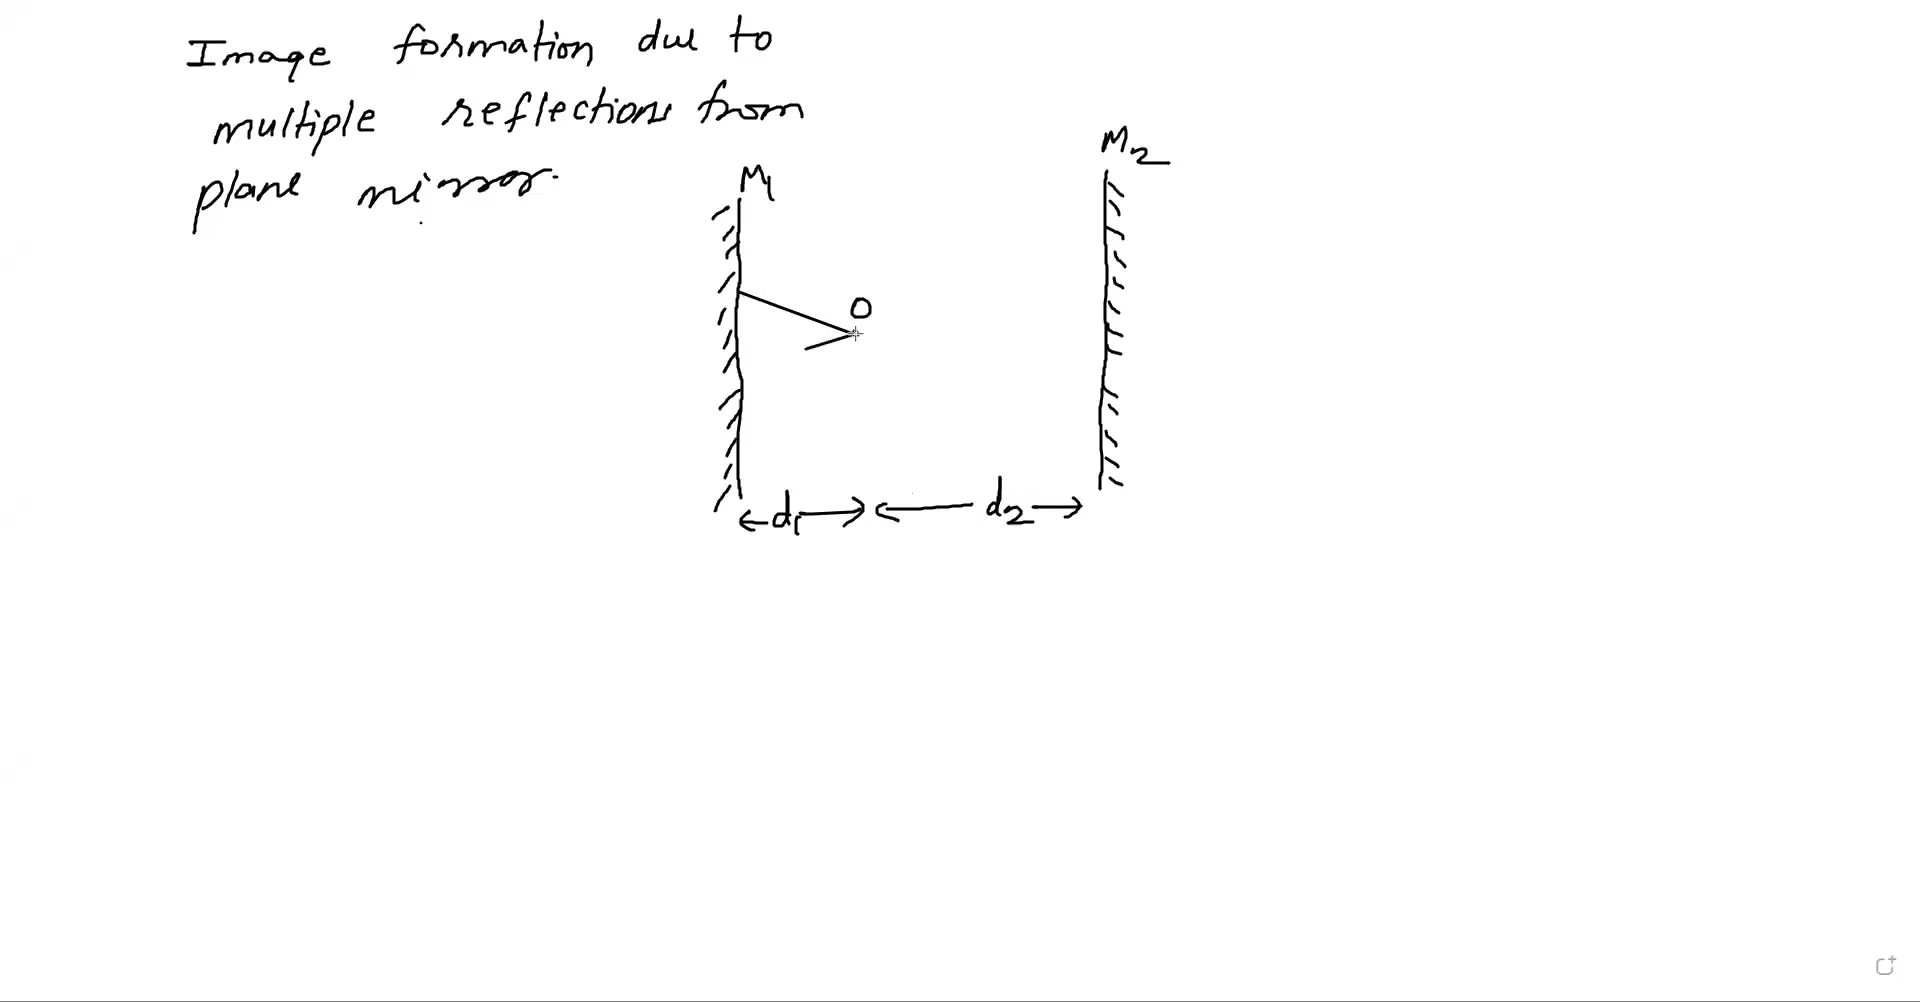 Image formation due to
multiple reflections from
plane mirror.
M1
M2
O
d1
d2